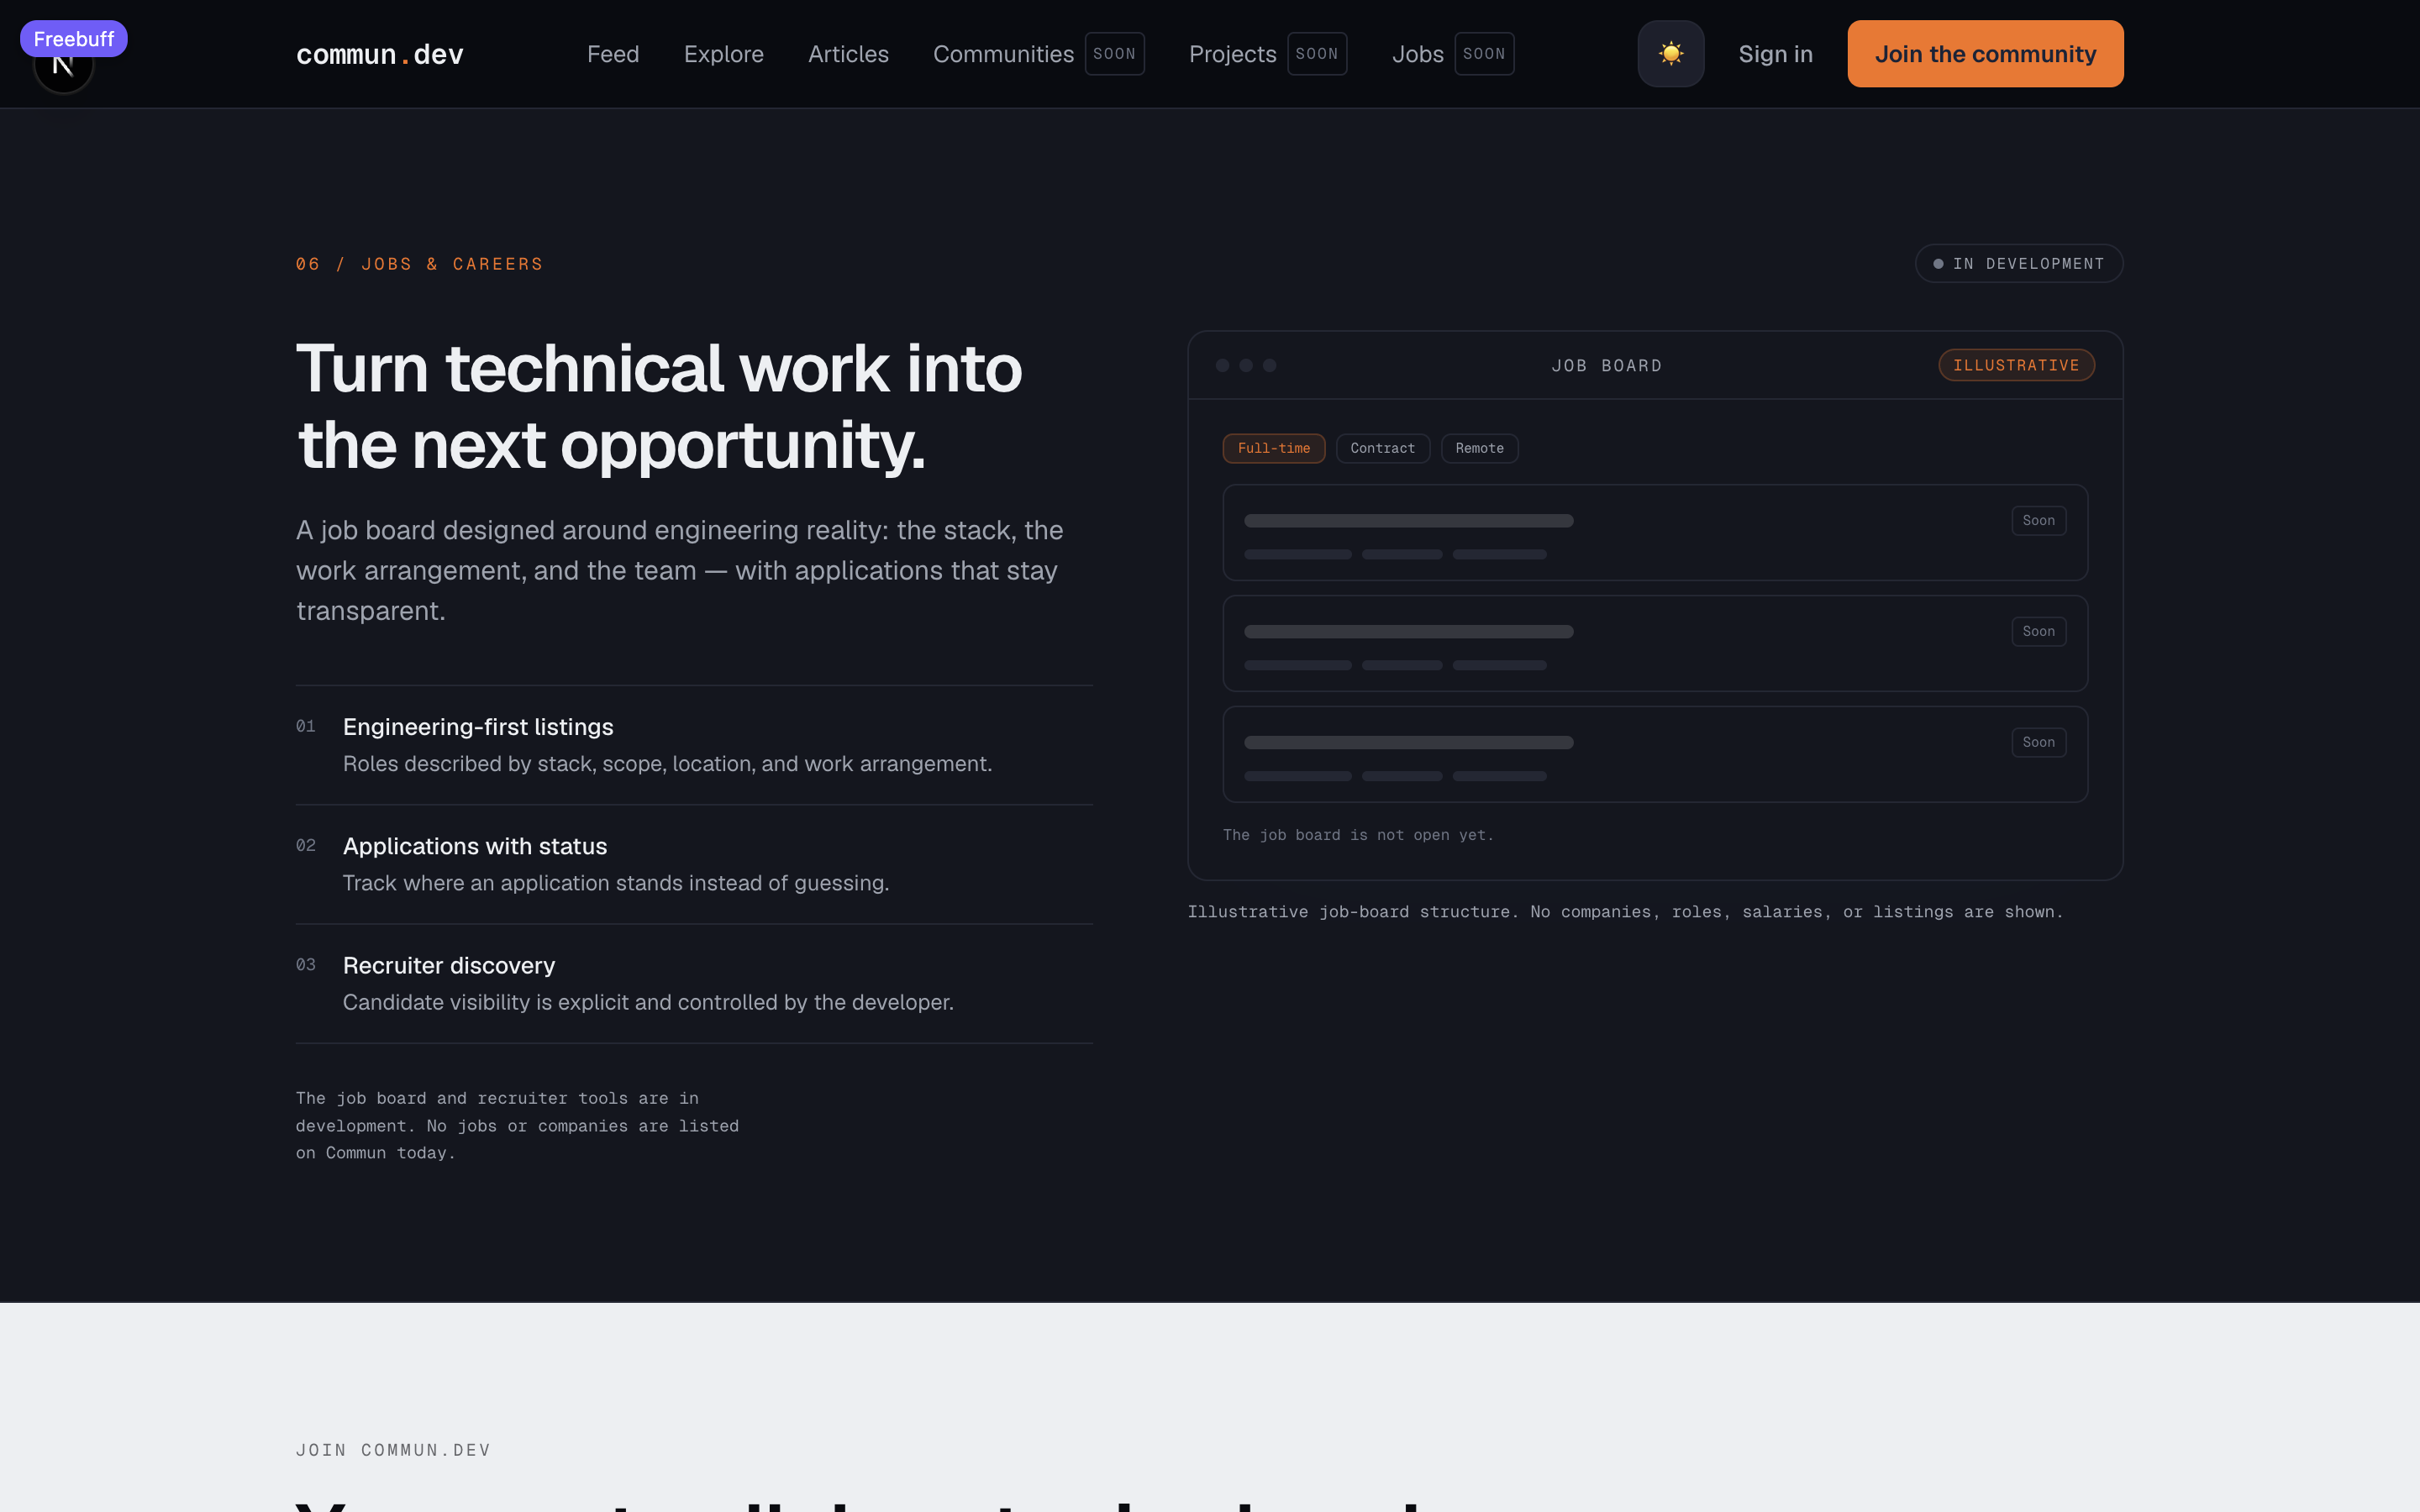 Freebuff
commun.dev
Feed
Explore
Articles
Communities SOON
Projects SOON
Jobs SOON
Sign in
Join the community
06 / JOBS & CAREERS
IN DEVELOPMENT
Turn technical work into
the next opportunity.
A job board designed around engineering reality: the stack, the
work arrangement, and the team — with applications that stay
transparent.
01 Engineering-first listings
Roles described by stack, scope, location, and work arrangement.
02 Applications with status
Track where an application stands instead of guessing.
03 Recruiter discovery
Candidate visibility is explicit and controlled by the developer.
The job board and recruiter tools are in
development. No jobs or companies are listed
on Commun today.
JOB BOARD
ILLUSTRATIVE
Full-time
Contract
Remote
Soon
Soon
Soon
The job board is not open yet.
Illustrative job-board structure. No companies, roles, salaries, or listings are shown.
JOIN COMMUN.DEV